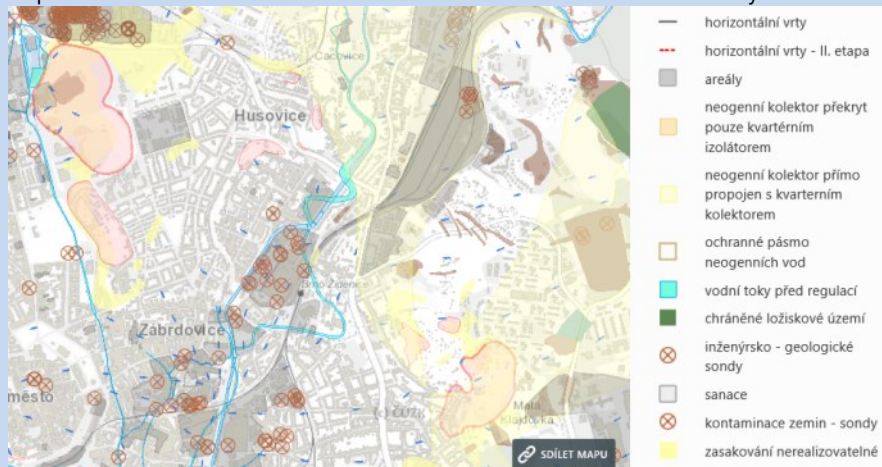 Cacovice
Husovice
Brno-Židenice
Zábrdovice
město
(c) ČÚZK
Malá
Klajdovka
SDÍLET MAPU
horizontální vrty
horizontální vrty - II. etapa
areály
neogenní kolektor překryt
pouze kvartérním
izolátorem
neogenní kolektor přímo
propojen s kvarterním
kolektorem
ochranné pásmo
neogenních vod
vodní toky před regulací
chráněné ložiskové území
inženýrsko - geologické
sondy
sanace
kontaminace zemin - sondy
zasakování nerealizovatelné